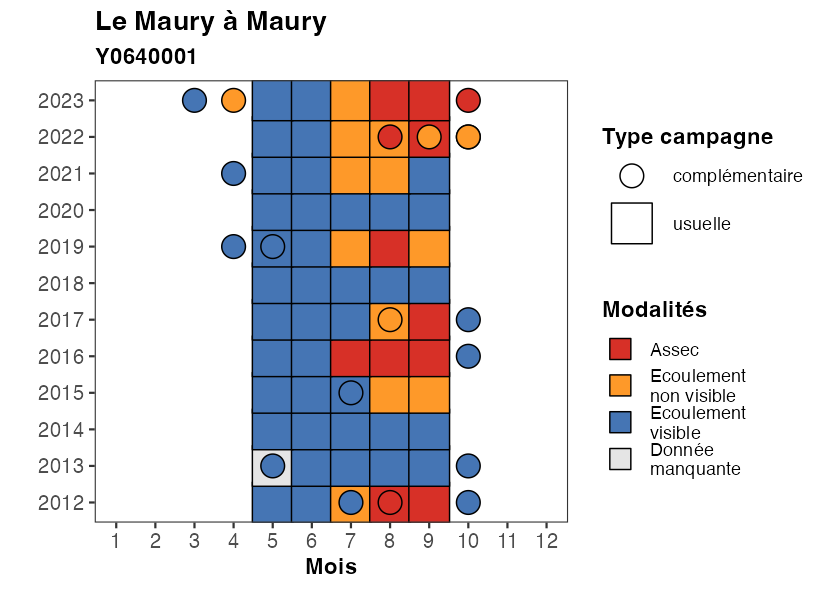 Le Maury à Maury
Y0640001
2023
2022
2021
2020
2019
2018
2017
2016
2015
2014
2013
2012
1 2 3 4 5 6 7 8 9 10 11 12
Mois
Type campagne
complémentaire
usuelle
Modalités
Assec
Ecoulement
non visible
Ecoulement
visible
Donnée
manquante